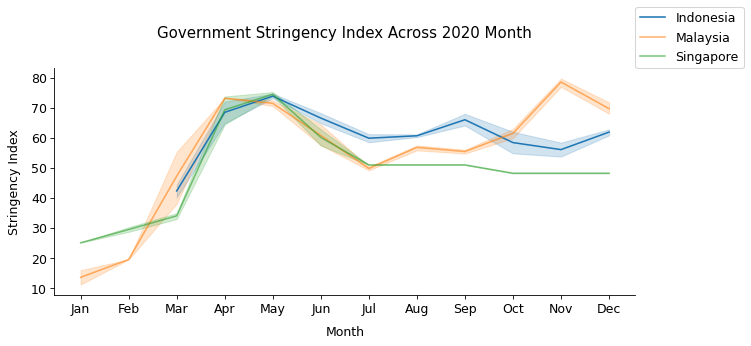 Government Stringency Index Across 2020 Month
Indonesia
Malaysia
Singapore
Stringency Index
80
70
60
50
40
30
20
10
Jan Feb Mar Apr May Jun Jul Aug Sep Oct Nov Dec
Month